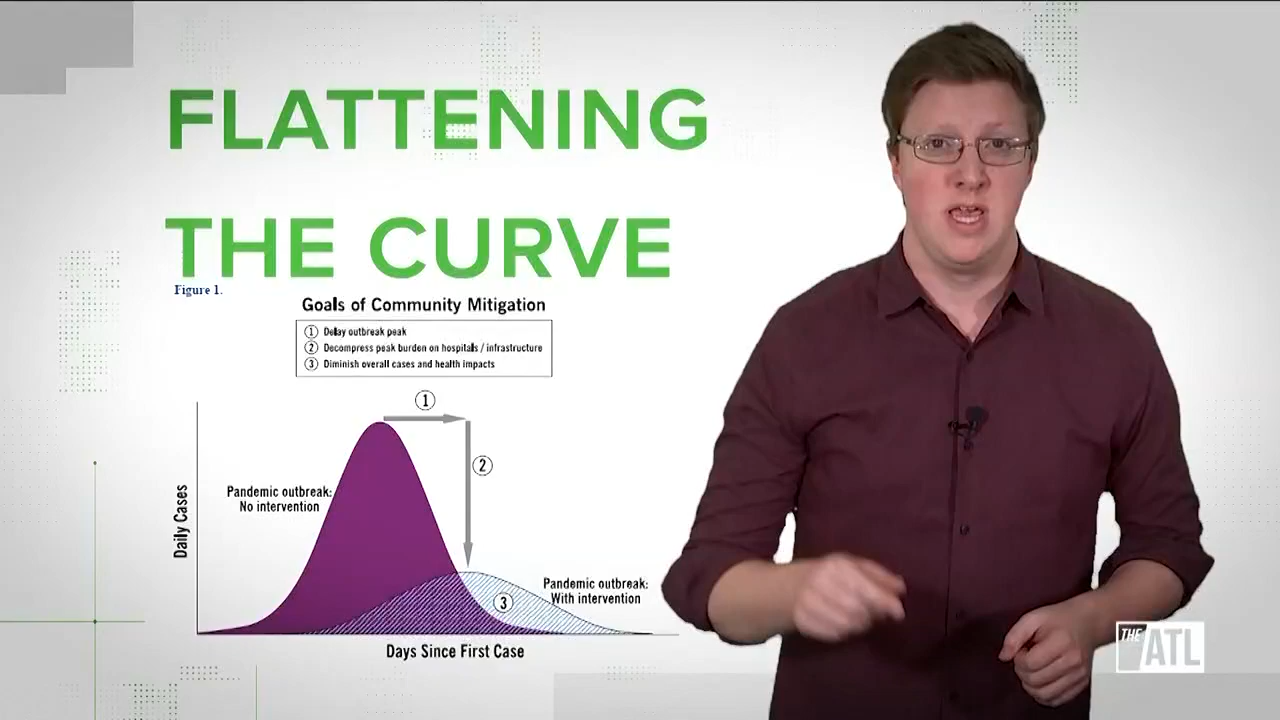 FLATTENING
THE CURVE
Figure 1.
Goals of Community Mitigation
1 Delay outbreak peak
2 Decompress peak burden on hospitals / infrastructure
3 Diminish overall cases and health impacts
1
2
Pandemic outbreak:
No intervention
Daily Cases
Pandemic outbreak:
With intervention
3
Days Since First Case
THE ATL